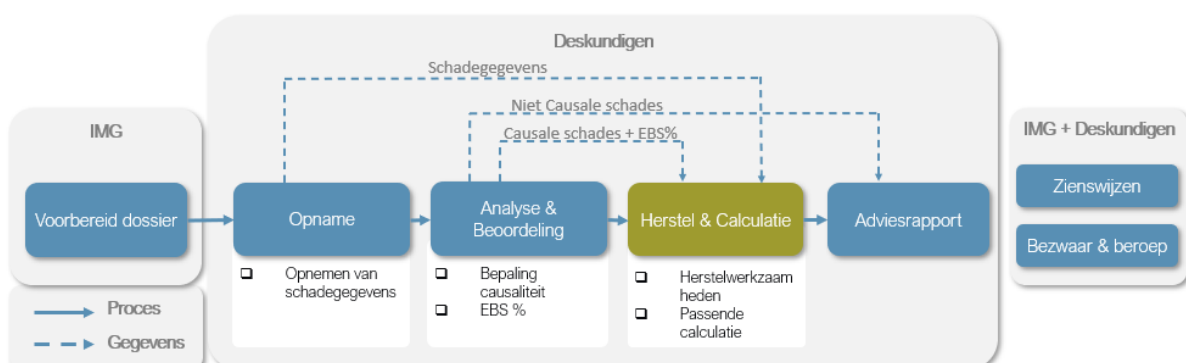 Deskundigen
Schadegegevens
Niet Causale schades
Causale schades + EBS%
IMG
Voorbereid dossier
Opname
Analyse &
Beoordeling
Herstel & Calculatie
Adviesrapport
IMG + Deskundigen
Zienswijzen
Bezwaar & beroep
Opnemen van
schadegegevens
Bepaling
causaliteit
EBS %
Herstelwerkzaam
heden
Passende
calculatie
Proces
Gegevens